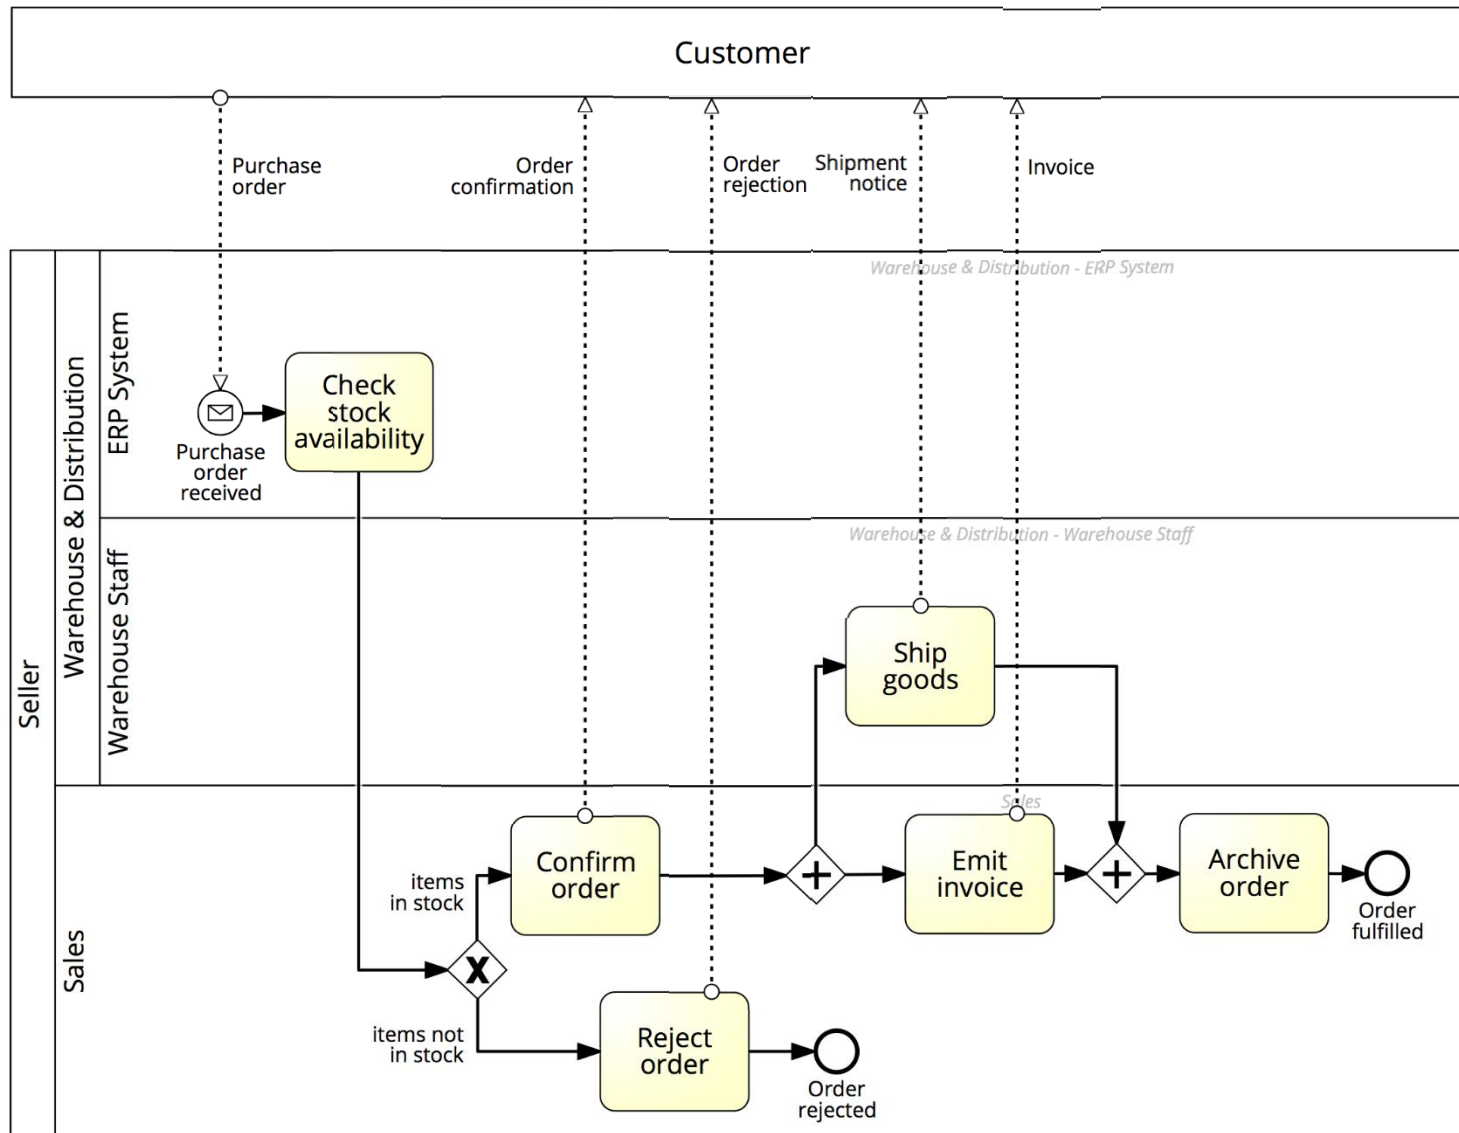 Customer
Purchase
order
Order
confirmation
Order
rejection
Shipment
notice
Invoice
Seller
Warehouse & Distribution
ERP System
Warehouse & Distribution - ERP System
Purchase
order
received
Check
stock
availability
Warehouse Staff
Warehouse & Distribution - Warehouse Staff
Ship
goods
Sales
Sales
items
in stock
Confirm
order
Emit
invoice
Archive
order
Order
fulfilled
X
items not
in stock
Reject
order
Order
rejected